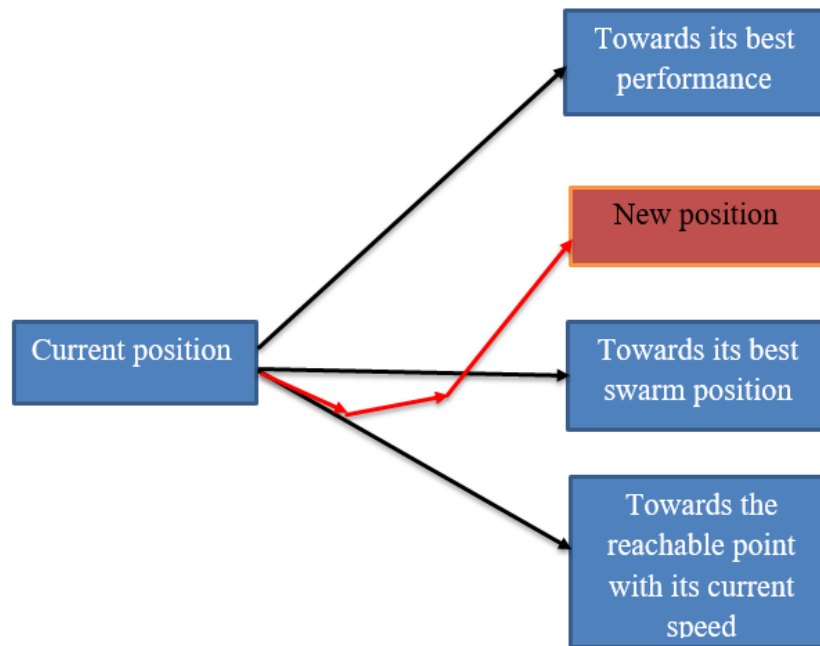 Towards its best
performance
New position
Current position
Towards its best
swarm position
Towards the
reachable point
with its current
speed